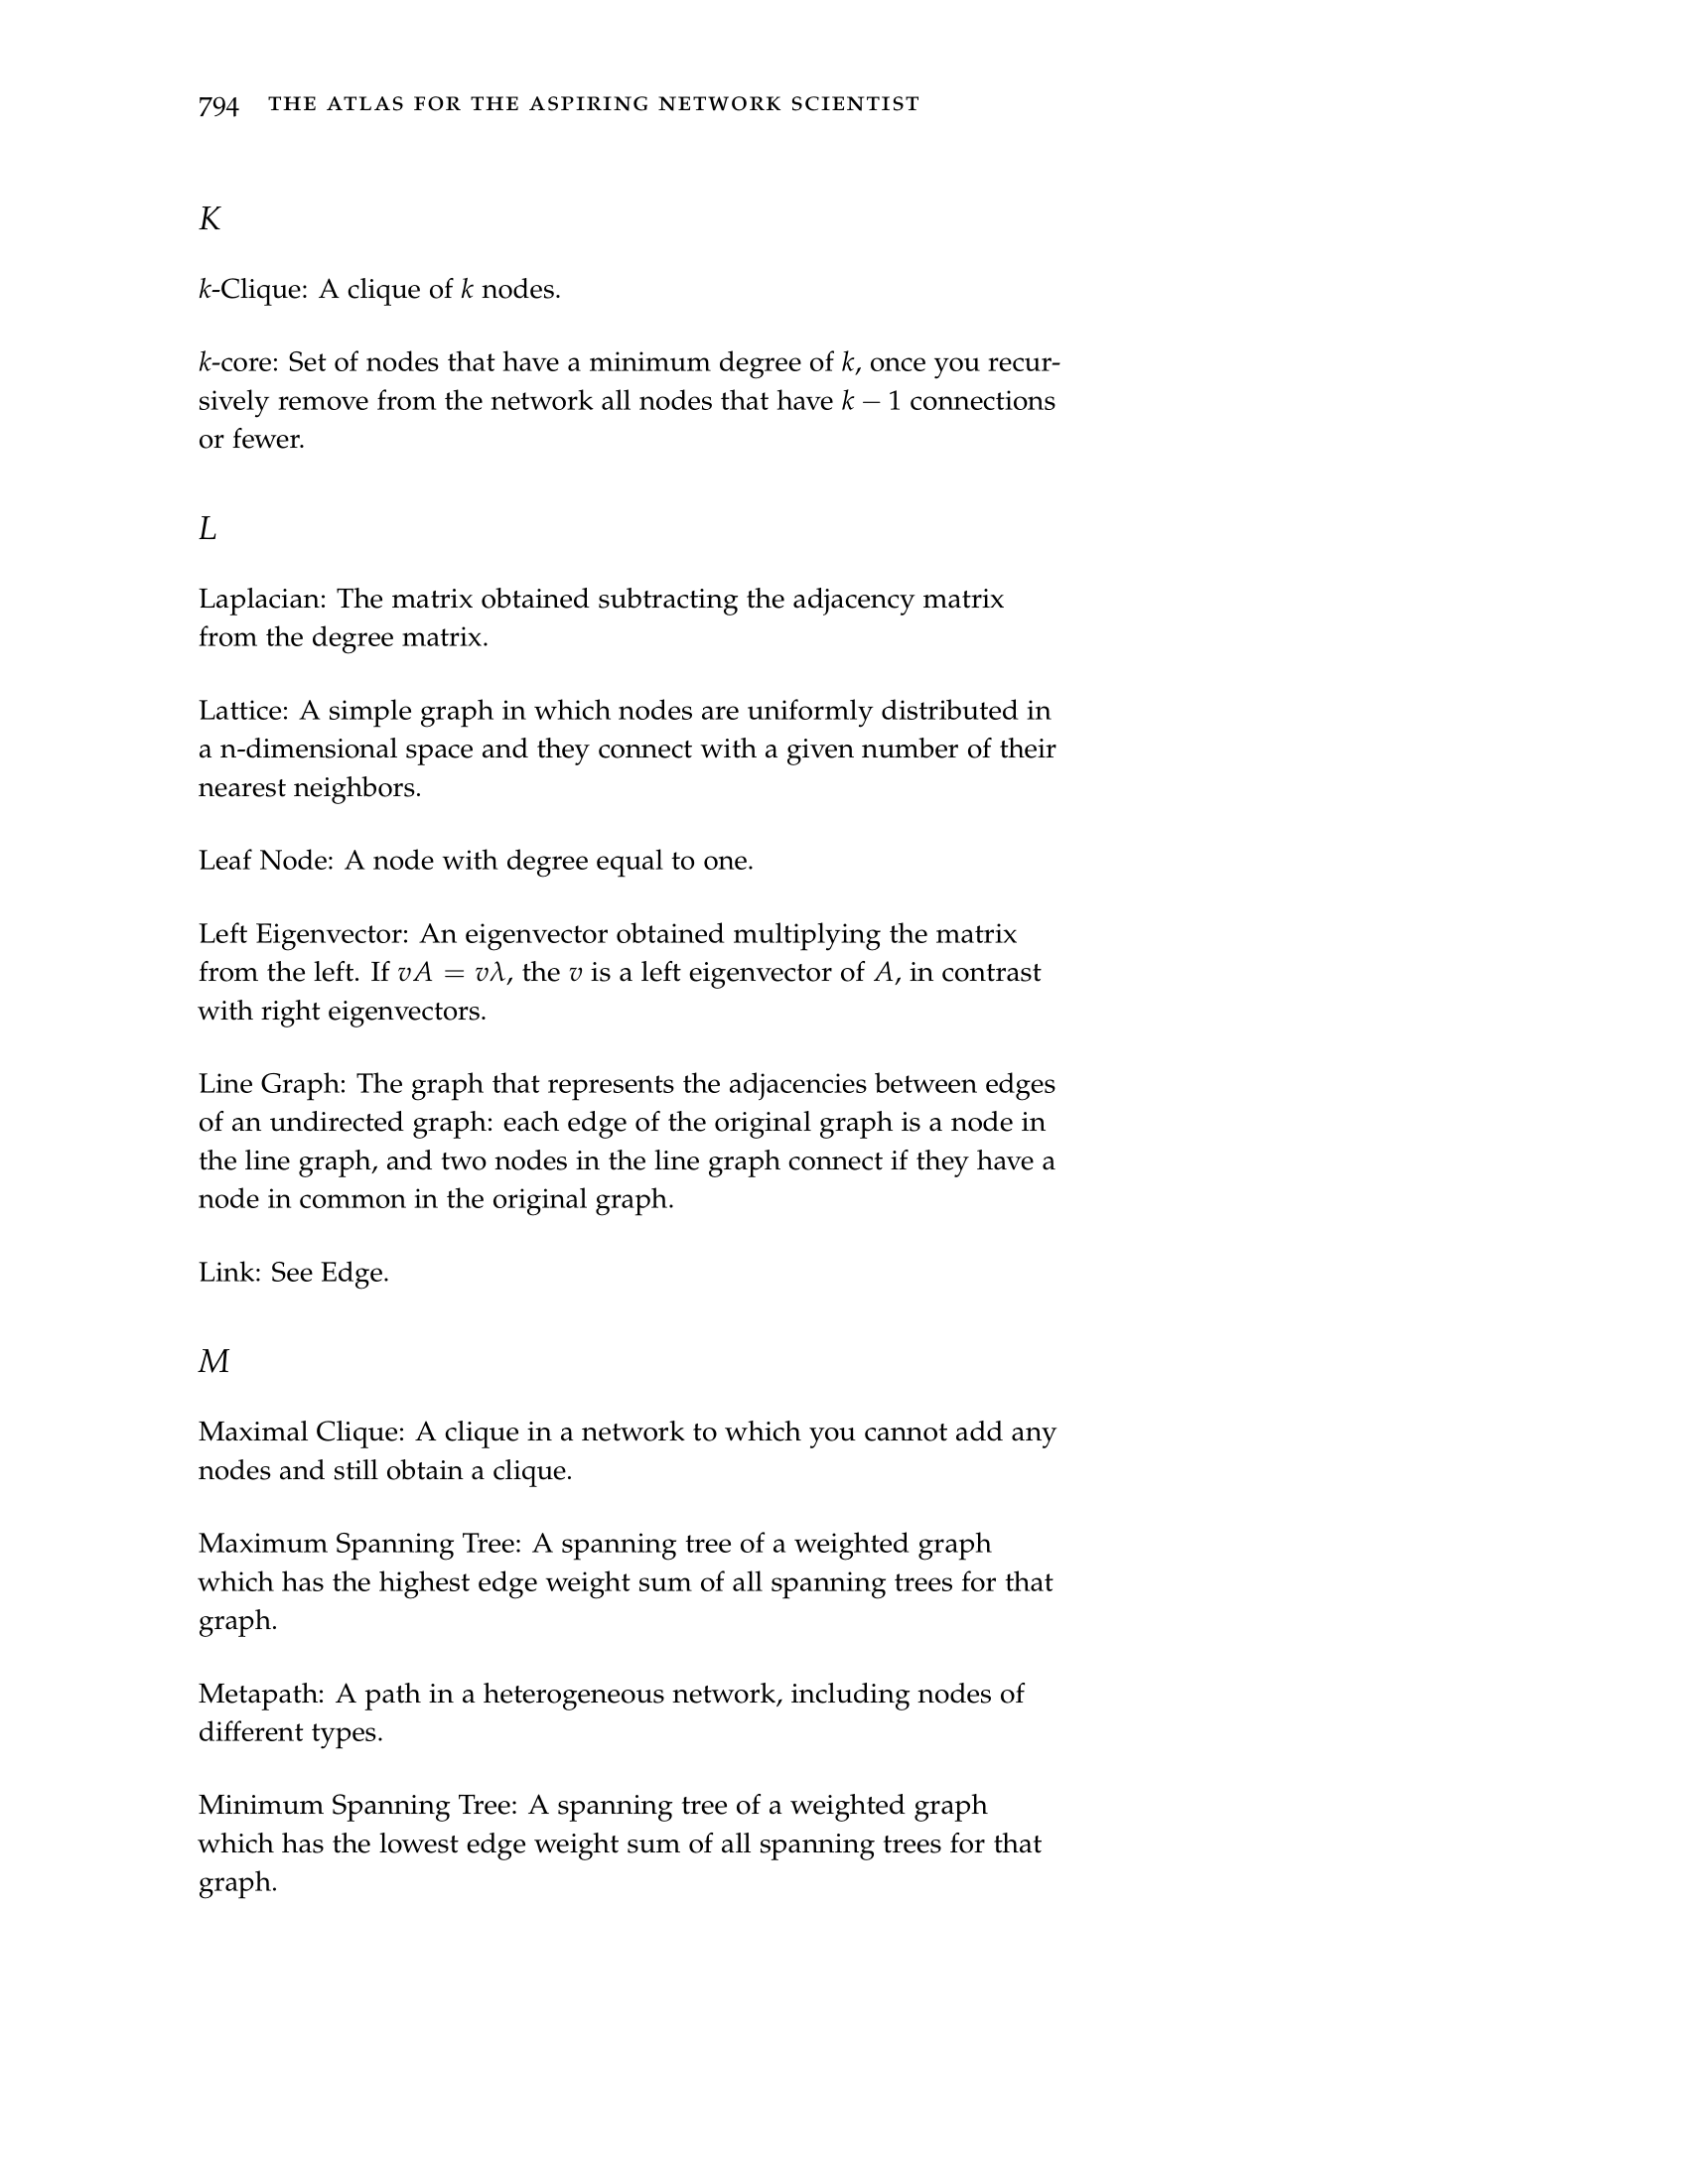 794 THE ATLAS FOR THE ASPIRING NETWORK SCIENTIST
K
k-Clique: A clique of k nodes.
k-core: Set of nodes that have a minimum degree of k, once you recur-
sively remove from the network all nodes that have k − 1 connections
or fewer.
L
Laplacian: The matrix obtained subtracting the adjacency matrix
from the degree matrix.
Lattice: A simple graph in which nodes are uniformly distributed in
a n-dimensional space and they connect with a given number of their
nearest neighbors.
Leaf Node: A node with degree equal to one.
Left Eigenvector: An eigenvector obtained multiplying the matrix
from the left. If vA = vλ, the v is a left eigenvector of A, in contrast
with right eigenvectors.
Line Graph: The graph that represents the adjacencies between edges
of an undirected graph: each edge of the original graph is a node in
the line graph, and two nodes in the line graph connect if they have a
node in common in the original graph.
Link: See Edge.
M
Maximal Clique: A clique in a network to which you cannot add any
nodes and still obtain a clique.
Maximum Spanning Tree: A spanning tree of a weighted graph
which has the highest edge weight sum of all spanning trees for that
graph.
Metapath: A path in a heterogeneous network, including nodes of
different types.
Minimum Spanning Tree: A spanning tree of a weighted graph
which has the lowest edge weight sum of all spanning trees for that
graph.